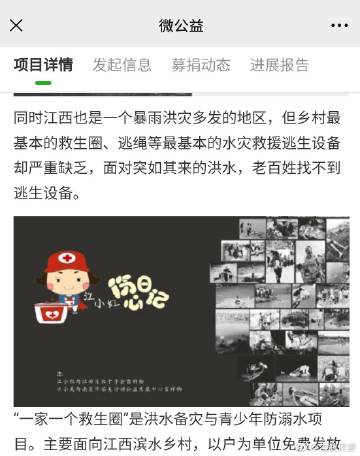 微公益
项目详情 发起信息 募捐动态 进展报告
同时江西也是一个暴雨洪灾多发的地区，但乡村最
基本的救生圈、逃绳等最基本的水灾救援逃生设备
却严重缺乏，面对突如其来的洪水，老百姓找不到
逃生设备。
江小红
伤心日记
注:
“一家一个救生圈”是洪水备灾与青少年防溺水项
目。主要面向江西滨水乡村，以户为单位免费发放